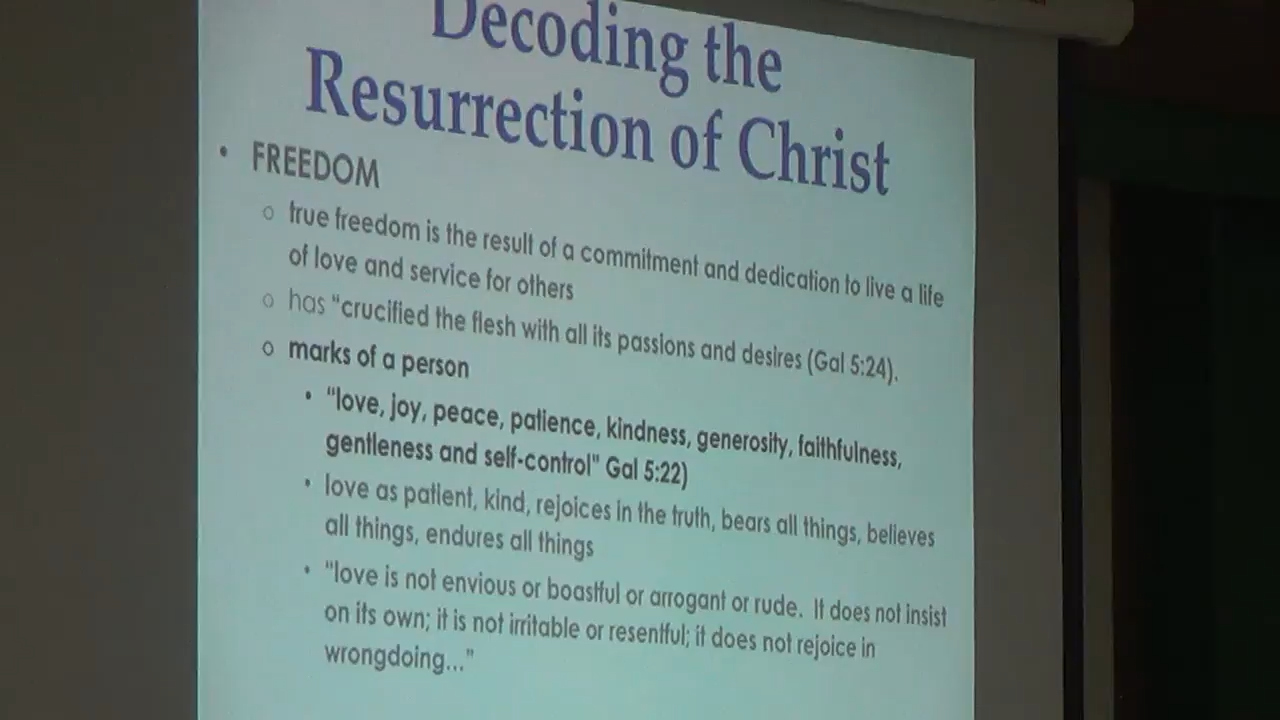 Decoding the
Resurrection of Christ
• FREEDOM
o true freedom is the result of a commitment and dedication to live a life
of love and service for others
o has "crucified the flesh with all its passions and desires (Gal 5:24).
o marks of a person
• "love, joy, peace, patience, kindness, generosity, faithfulness,
gentleness and self-control" Gal 5:22)
• love as patient, kind, rejoices in the truth, bears all things, believes
all things, endures all things
• "love is not envious or boastful or arrogant or rude. It does not insist
on its own; it is not irritable or resentful; it does not rejoice in
wrongdoing..."